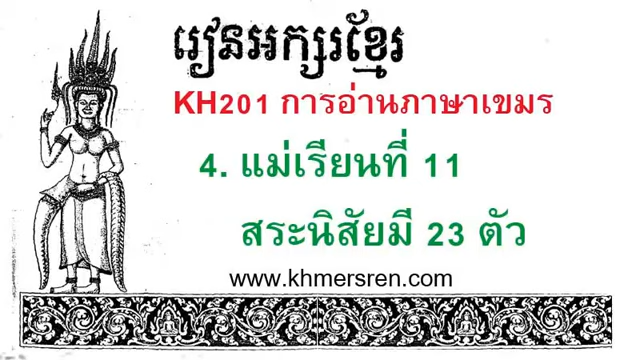 រៀនអក្សរខ្មែរ
KH201 การอ่านภาษาเขมร
4. แม่เรียนที่ 11
สระนิสัยมี 23 ตัว
www.khmersren.com